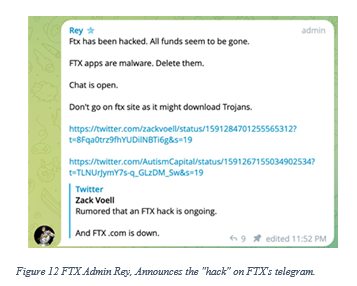 Rey ☆ admin
Ftx has been hacked. All funds seem to be gone.
FTX apps are malware. Delete them.
Chat is open.
Don't go on ftx site as it might download Trojans.
https://twitter.com/zackvoell/status/1591284701255565312?
t=8Fqa0trz9fhYUDilNBTi6g&s=19
https://twitter.com/AutismCapital/status/1591267155034902534?
t=TLNUrJymY7s-q_GLzDM_Sw&s=19
Twitter
Zack Voell
Rumored that an FTX hack is ongoing.
And FTX .com is down.
9 edited 11:52 PM
Figure 12 FTX Admin Rey, Announces the "hack" on FTX's telegram.